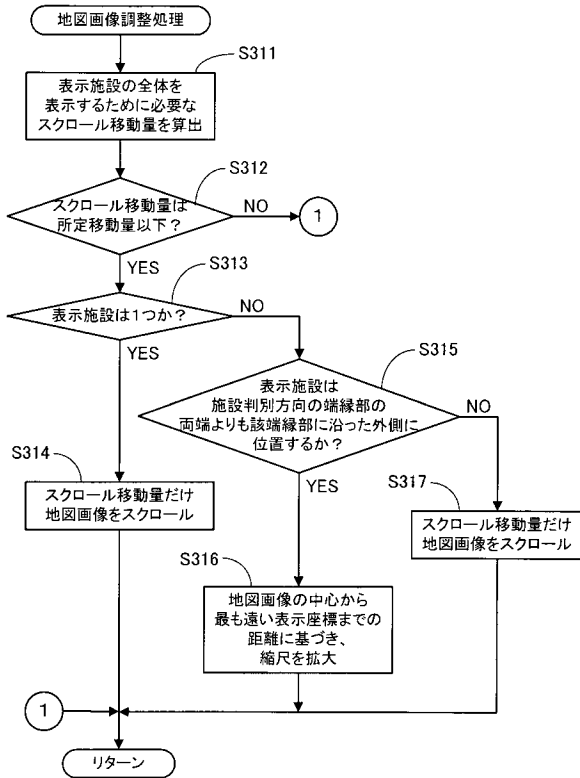 地図画像調整処理
S311
表示施設の全体を
表示するために必要な
スクロール移動量を算出
S312
スクロール移動量は
所定移動量以下?
NO
1
YES
S313
表示施設は1つか?
NO
YES
S315
表示施設は
施設判別方向の端縁部の
両端よりも該端縁部に沿った外側に
位置するか?
NO
YES
S314
スクロール移動量だけ
地図画像をスクロール
S317
スクロール移動量だけ
地図画像をスクロール
S316
地図画像の中心から
最も遠い表示座標までの
距離に基づき、
縮尺を拡大
1
リターン